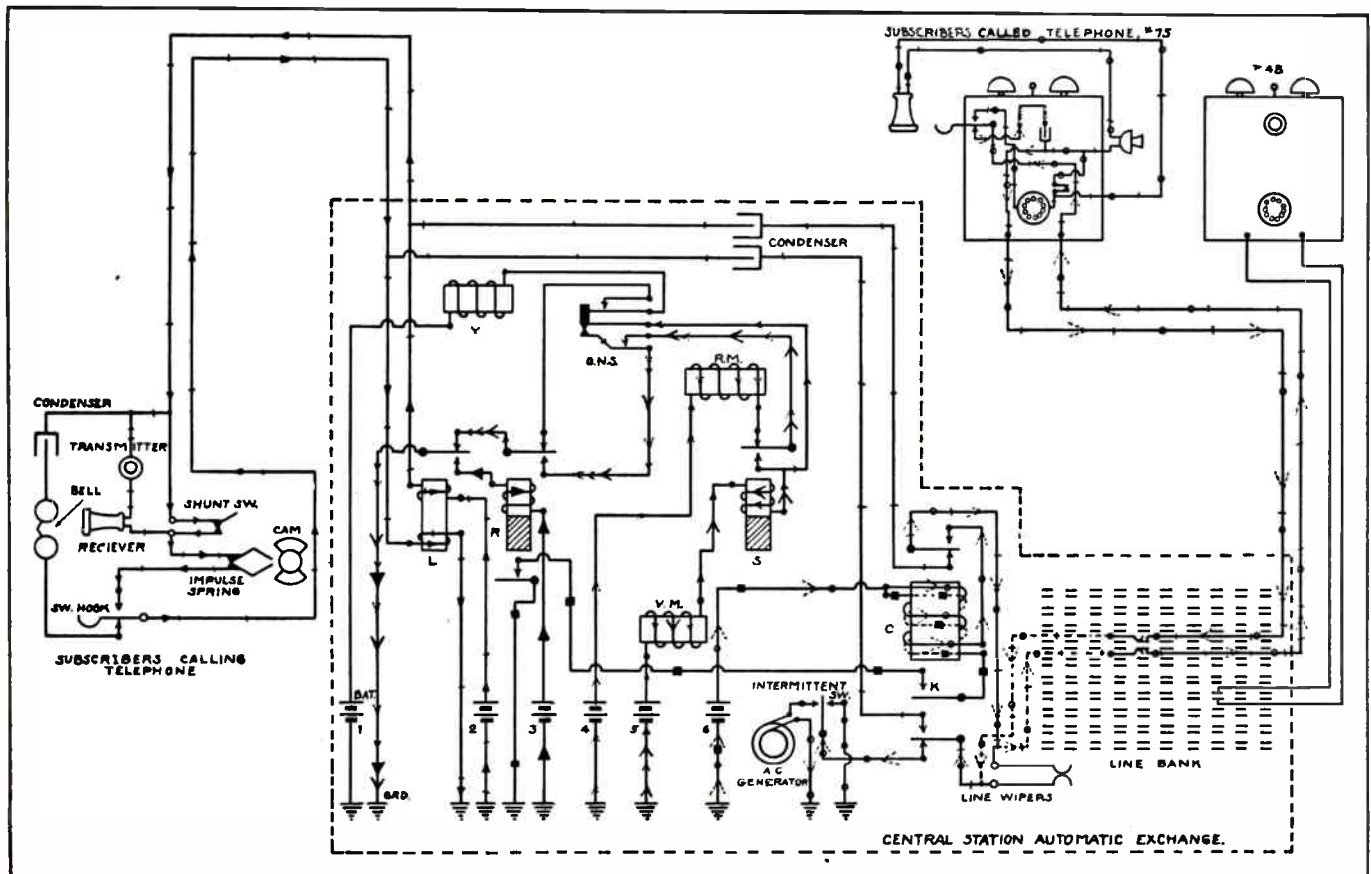 SUBSCRIBERS CALLED TELEPHONE, #75
#48
CONDENSER
Y
O.N.S.
R.M.
CONDENSER
TRANSMITTER
BELL
SHUNT SW.
CAM
RECIEVER
IMPULSE
SPRING
SW. HOOK
SUBSCRIBERS CALLING
TELEPHONE
L
R
S
V.M.
C
K
BAT.
1
2
3
4
5
6
INTERMITTENT
SW.
A C
GENERATOR
GRD.
LINE WIPERS
LINE BANK
CENTRAL STATION AUTOMATIC EXCHANGE.